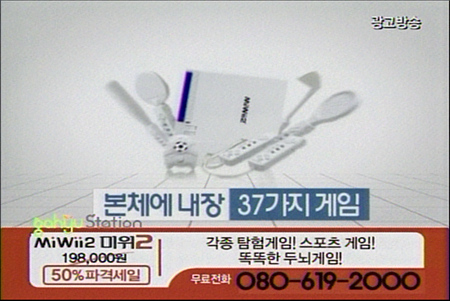 광고방송
본체에 내장 37가지 게임
gohiju Station
MiWii2 미위2
198,000원
50%파격세일
각종 탐험게임! 스포츠 게임!
똑똑한 두뇌게임!
무료전화 080-619-2000